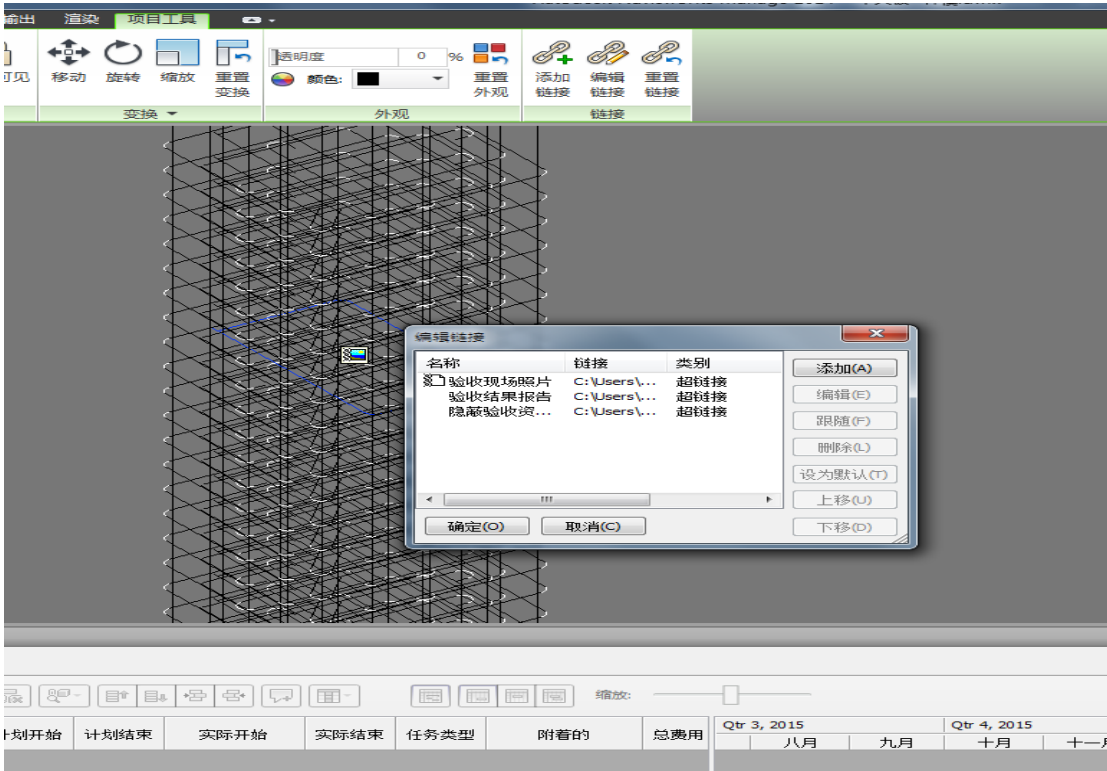 输出 渲染 项目工具
可见 移动 旋转 缩放 重置变换 透明度 0 % 颜色: 重置外观 添加链接 编辑链接 重置链接
变换 外观 链接
编辑链接
名称 链接 类别
验收现场照片 C:\Users\... 超链接
验收结果报告 C:\Users\... 超链接
隐蔽验收资... C:\Users\... 超链接
添加(A)
编辑(E)
跟随(F)
删除(L)
设为默认(T)
上移(U)
下移(D)
确定(O) 取消(C)
缩放:
计划开始 计划结束 实际开始 实际结束 任务类型 附着的 总费用
Qtr 3, 2015 Qtr 4, 2015
八月 九月 十月 十一月